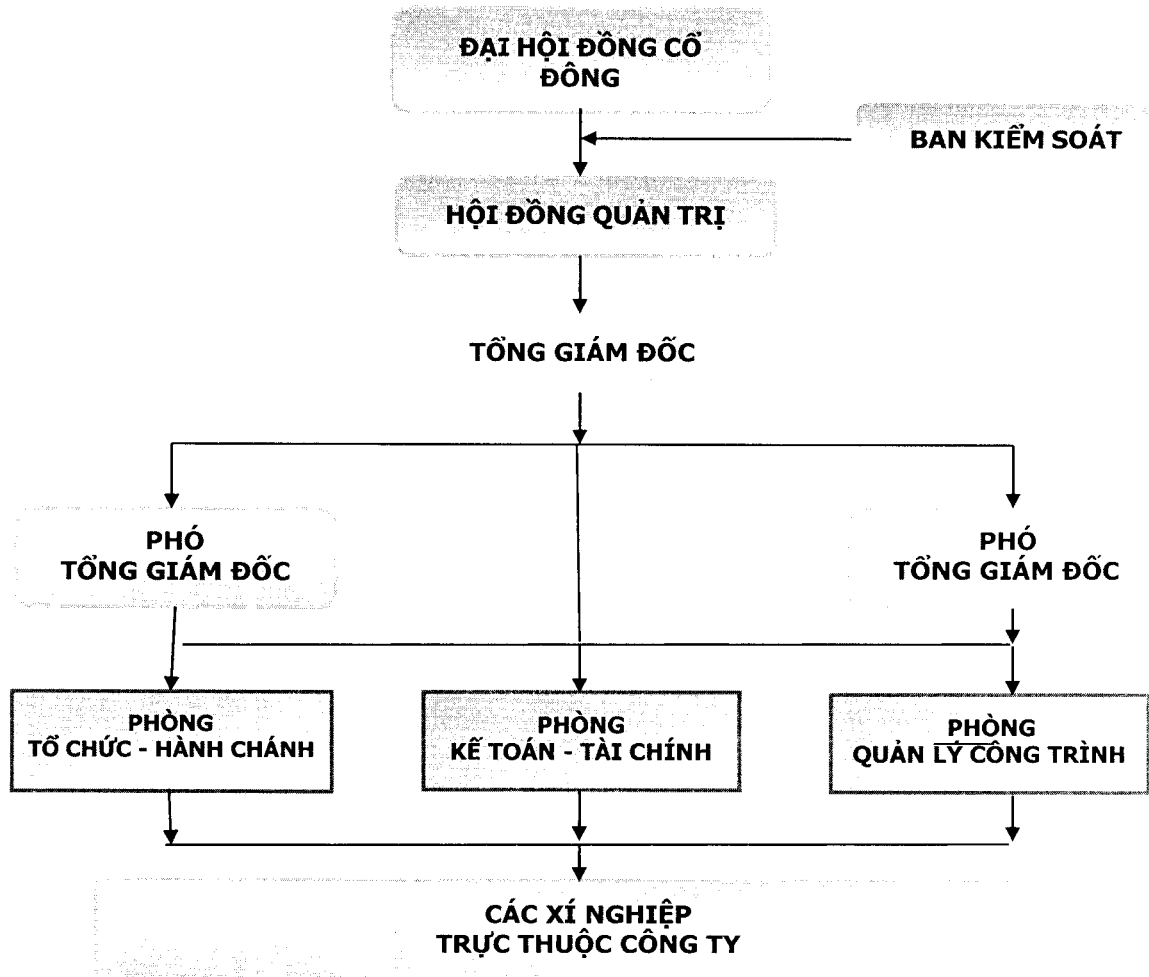 ĐẠI HỘI ĐỒNG CỔ
ĐÔNG
BAN KIỂM SOÁT
HỘI ĐỒNG QUẢN TRỊ
TỔNG GIÁM ĐỐC
PHÓ
TỔNG GIÁM ĐỐC
PHÓ
TỔNG GIÁM ĐỐC
PHÒNG
TỔ CHỨC - HÀNH CHÁNH
PHÒNG
KẾ TOÁN - TÀI CHÍNH
PHÒNG
QUẢN LÝ CÔNG TRÌNH
CÁC XÍ NGHIỆP
TRỰC THUỘC CÔNG TY